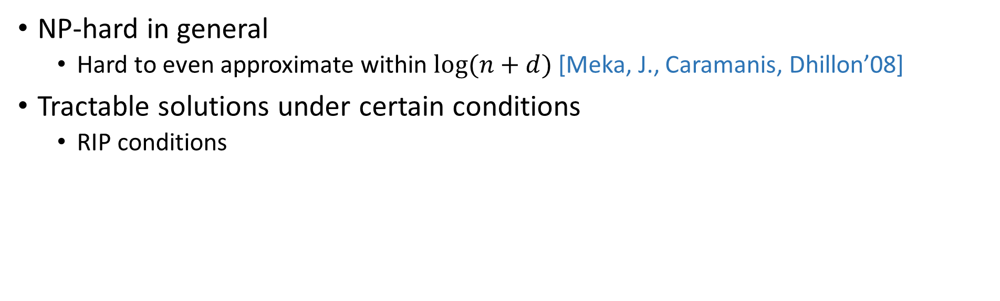 • NP-hard in general
• Hard to even approximate within log(n + d) [Meka, J., Caramanis, Dhillon’08]
• Tractable solutions under certain conditions
• RIP conditions